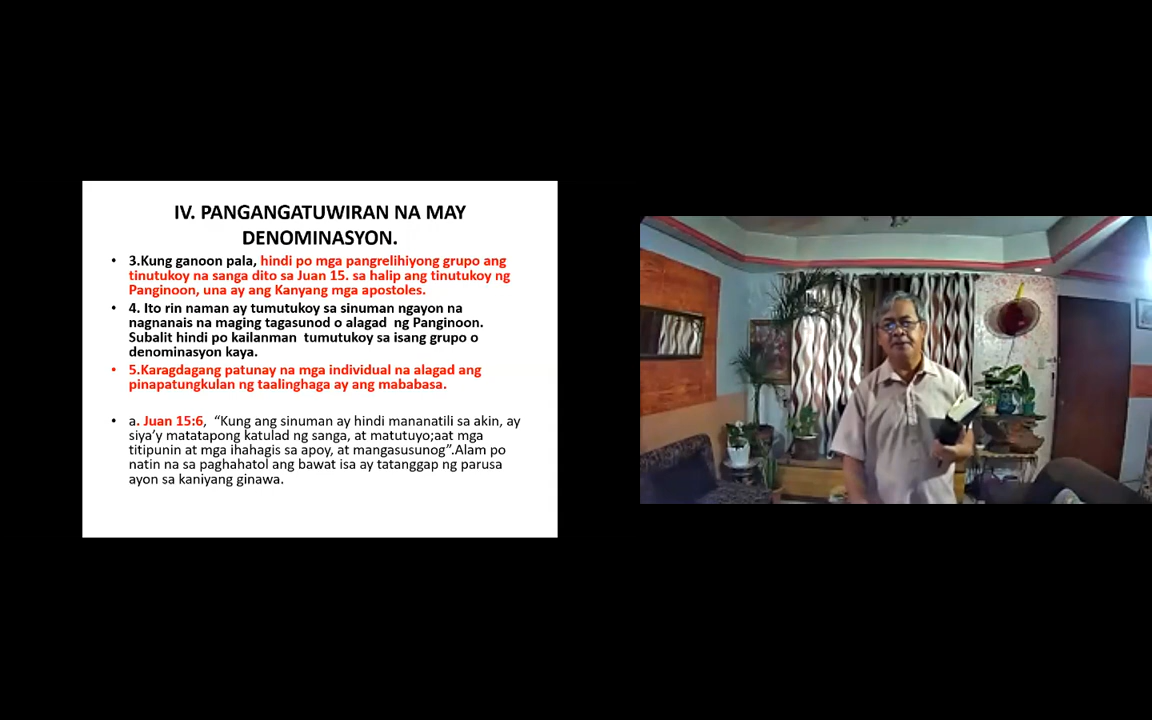 IV. PANGANGATUWIRAN NA MAY
DENOMINASYON.
• 3.Kung ganoon pala, hindi po mga pangrelihiyong grupo ang
tinutukoy na sanga dito sa Juan 15. sa halip ang tinutukoy ng
Panginoon, una ay ang Kanyang mga apostoles.
• 4. Ito rin naman ay tumutukoy sa sinuman ngayon na
nagnanais na maging tagasunod o alagad ng Panginoon.
Subalit hindi po kailanman tumutukoy sa isang grupo o
denominasyon kaya.
• 5.Karagdagang patunay na mga individual na alagad ang
pinapatungkulan ng taalinghaga ay ang mababasa.
• a. Juan 15:6, “Kung ang sinuman ay hindi mananatili sa akin, ay
siya’y matatapong katulad ng sanga, at matutuyo;aat mga
titipunin at mga ihahagis sa apoy, at mangasusunog”.Alam po
natin na sa paghahatol ang bawat isa ay tatanggap ng parusa
ayon sa kaniyang ginawa.